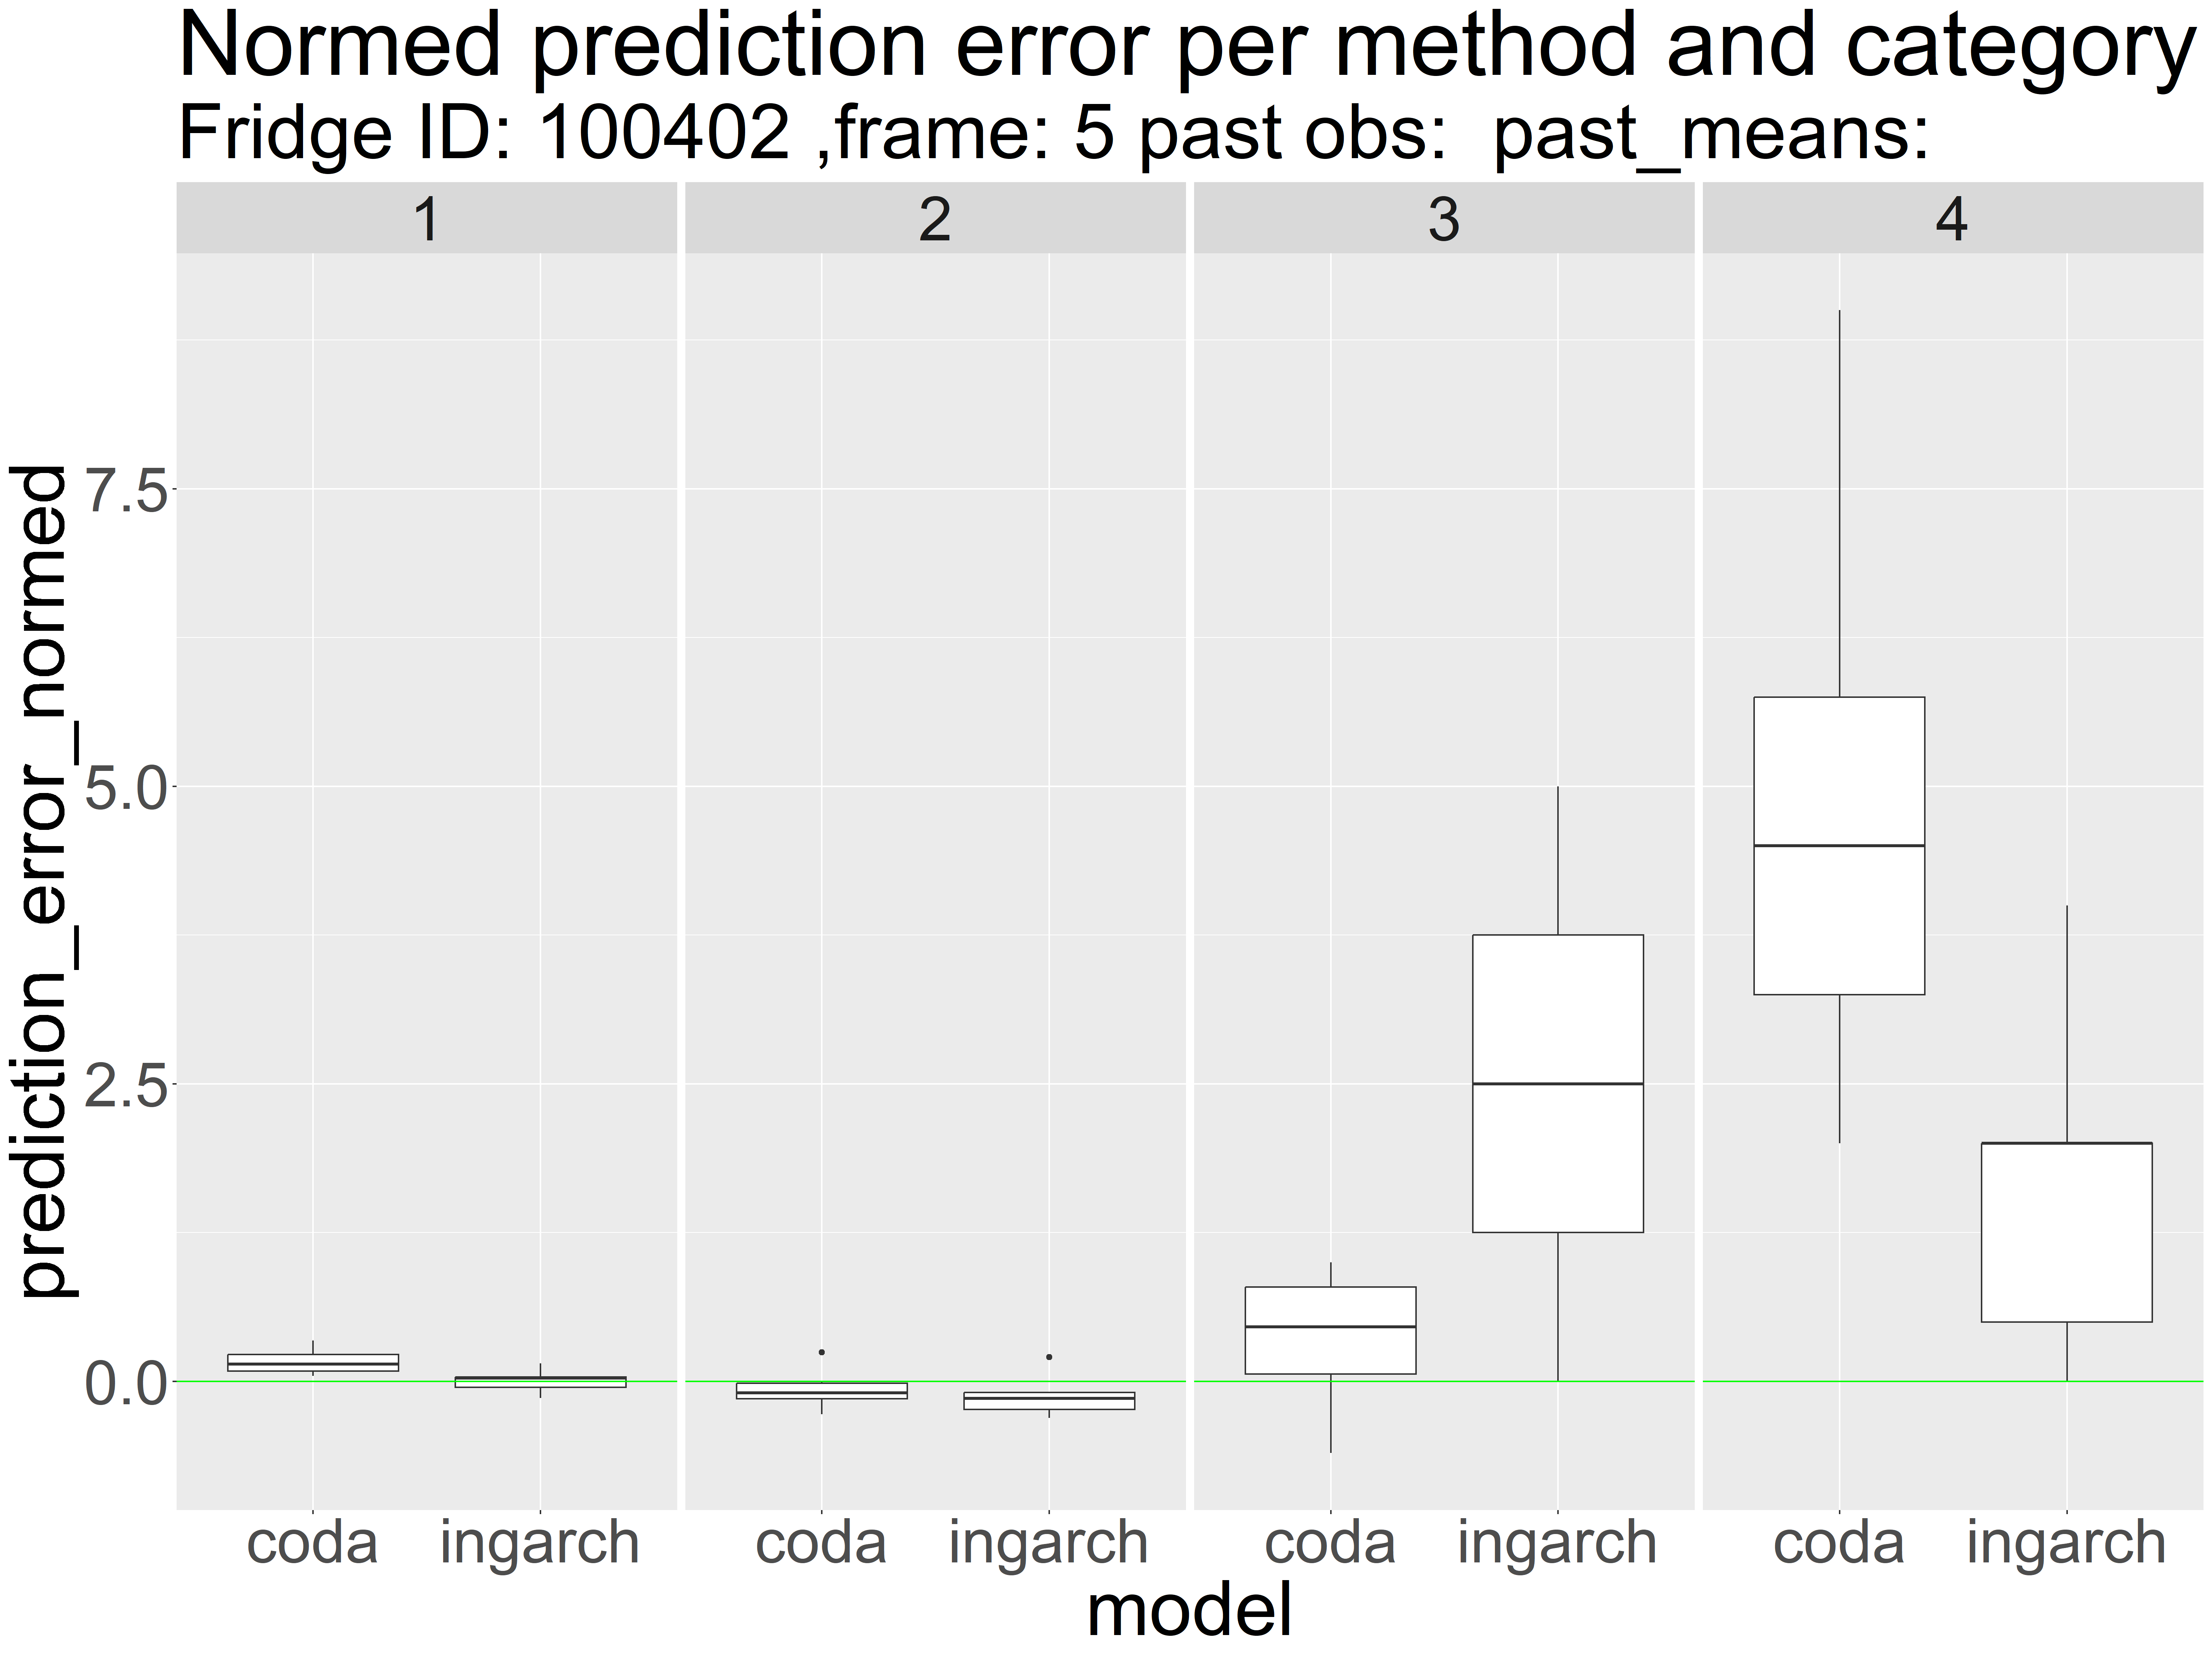 Normed prediction error per method and category
Fridge ID: 100402 ,frame: 5 past obs:  past_means:
1 2 3 4
prediction_error_normed
7.5
5.0
2.5
0.0
coda ingarch coda ingarch coda ingarch coda ingarch
model